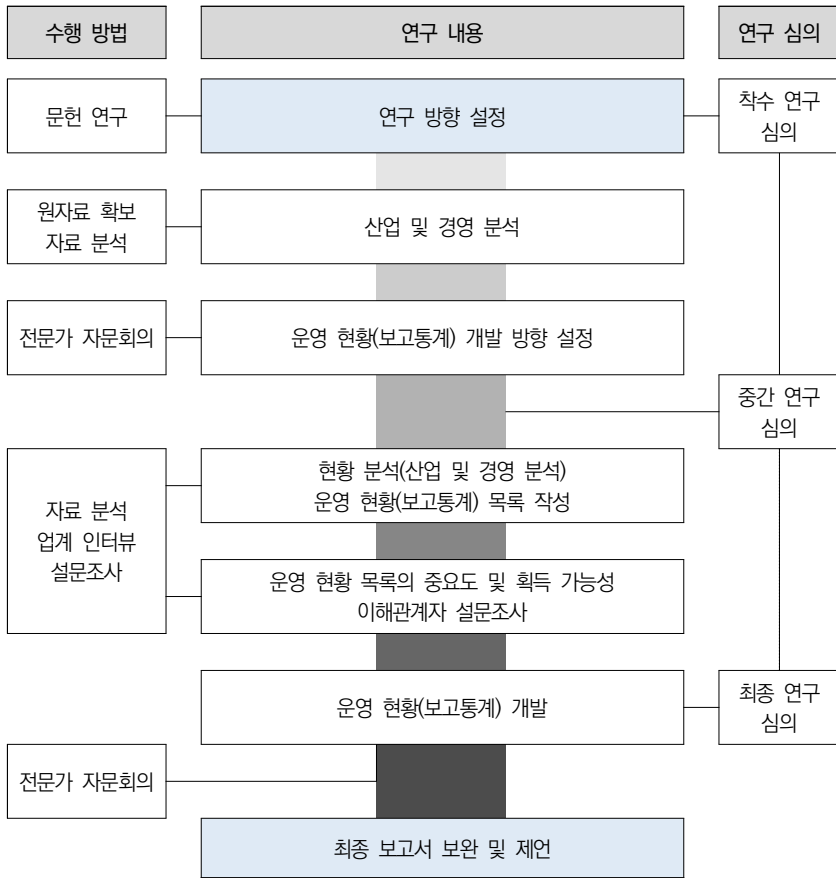 수행 방법
연구 내용
연구 심의
문헌 연구
연구 방향 설정
착수 연구
심의
원자료 확보
자료 분석
산업 및 경영 분석
전문가 자문회의
운영 현황(보고통계) 개발 방향 설정
중간 연구
심의
자료 분석
업계 인터뷰
설문조사
현황 분석(산업 및 경영 분석)
운영 현황(보고통계) 목록 작성
운영 현황 목록의 중요도 및 획득 가능성
이해관계자 설문조사
운영 현황(보고통계) 개발
최종 연구
심의
전문가 자문회의
최종 보고서 보완 및 제언